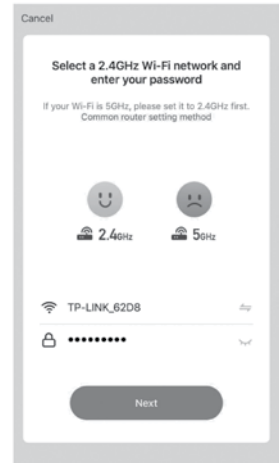 Cancel
Select a 2.4GHz Wi-Fi network and
enter your password
If your Wi-Fi is 5GHz, please set it to 2.4GHz first.
Common router setting method
2.4GHz
5GHz
TP-LINK_62D8
•••••••••
Next